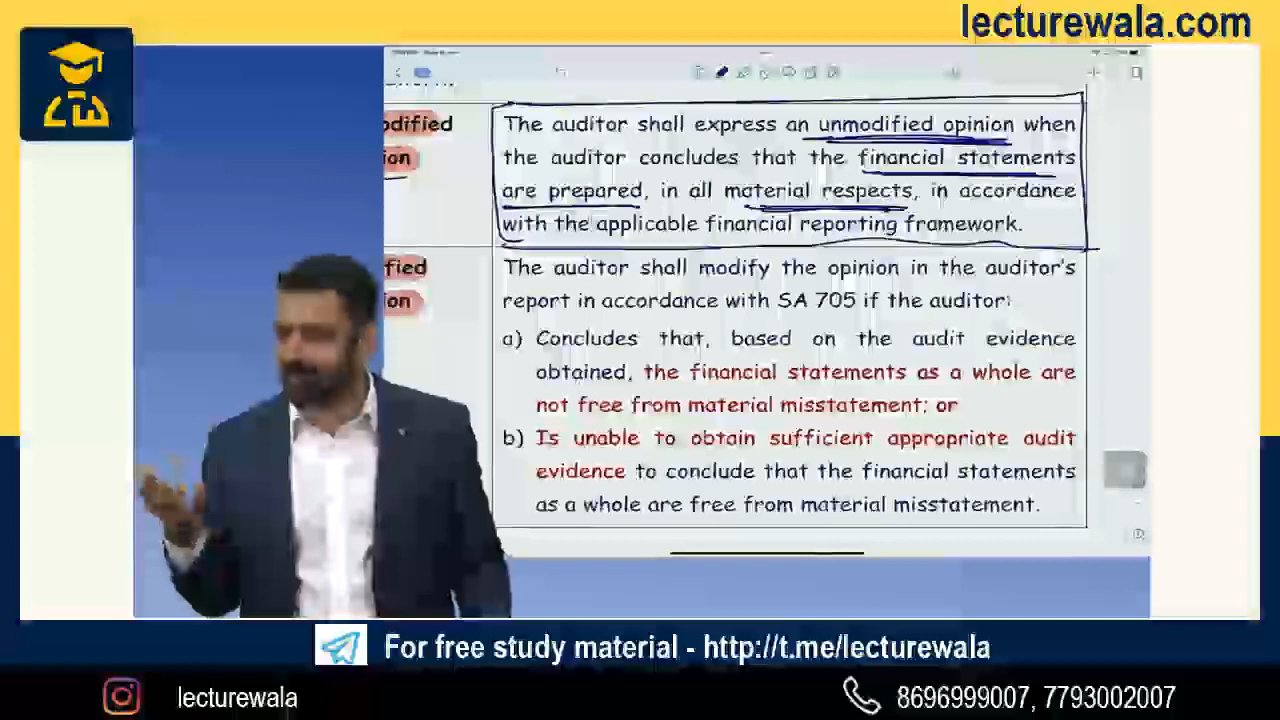 lecturewala.com
odified
ion
The auditor shall express an unmodified opinion when
the auditor concludes that the financial statements
are prepared, in all material respects, in accordance
with the applicable financial reporting framework.
fied
ion
The auditor shall modify the opinion in the auditor's
report in accordance with SA 705 if the auditor:
a) Concludes that, based on the audit evidence
obtained, the financial statements as a whole are
not free from material misstatement; or
b) Is unable to obtain sufficient appropriate audit
evidence to conclude that the financial statements
as a whole are free from material misstatement.
For free study material - http://t.me/lecturewala
lecturewala
8696999007, 7793002007